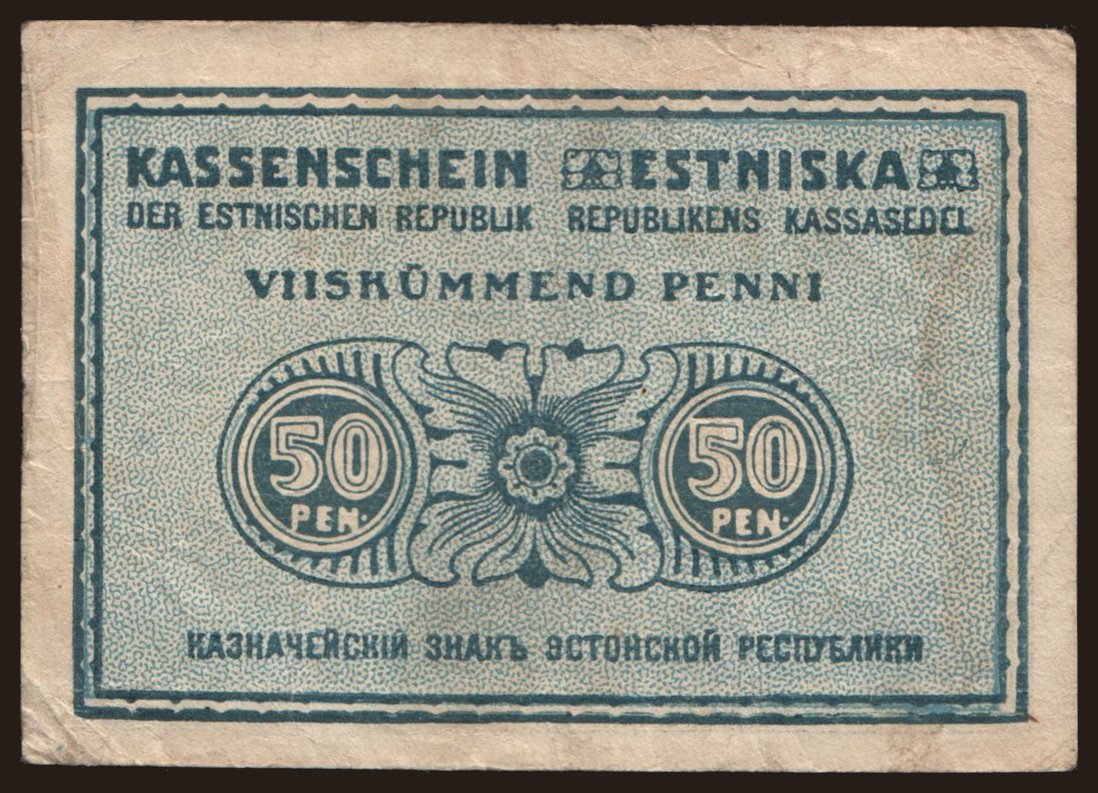 KASSENSCHEIN ESTNISKA
DER ESTNISCHEN REPUBLIK REPUBLIKENS KASSASEDEL
VIISKÜMMEND PENNI
50 50
PEN. PEN.
КАЗНАЧЕЙСКІЙ ЗНАКЪ ЭСТОНСКОЙ РЕСПУБЛИКИ